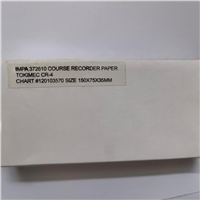 IMPA:372610 COURSE RECORDER PAPER
TOKIMEC CR-4
CHART #120103570 SIZE 150X75X35MM